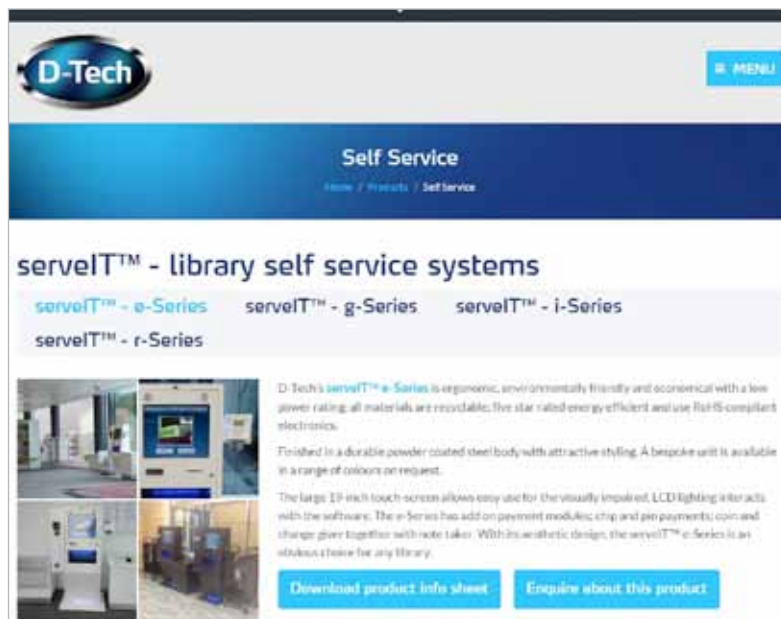 D-Tech
≡ MENU
Self Service
Home / Products / Self Service
serveIT™ - library self service systems
serveIT™ - e-Series serveIT™ - g-Series serveIT™ - i-Series
serveIT™ - r-Series
D-Tech's serveIT™ e-Series is ergonomic, environmentally friendly and economical with a low
power rating; all materials are recyclable, five star rated energy efficient and use RoHS compliant
electronics.
Finished in a durable powder coated steel body with attractive styling. A bespoke unit is available
in a range of colours on request.
The large 19-inch touch-screen allows easy use for the visually impaired, LCD lighting interacts
with the software. The e-Series has add on payment modules; chip and pin payments; coin and
change giver together with note taker. With its aesthetic design, the serveIT™ e-Series is an
obvious choice for any library.
Download product info sheet Enquire about this product